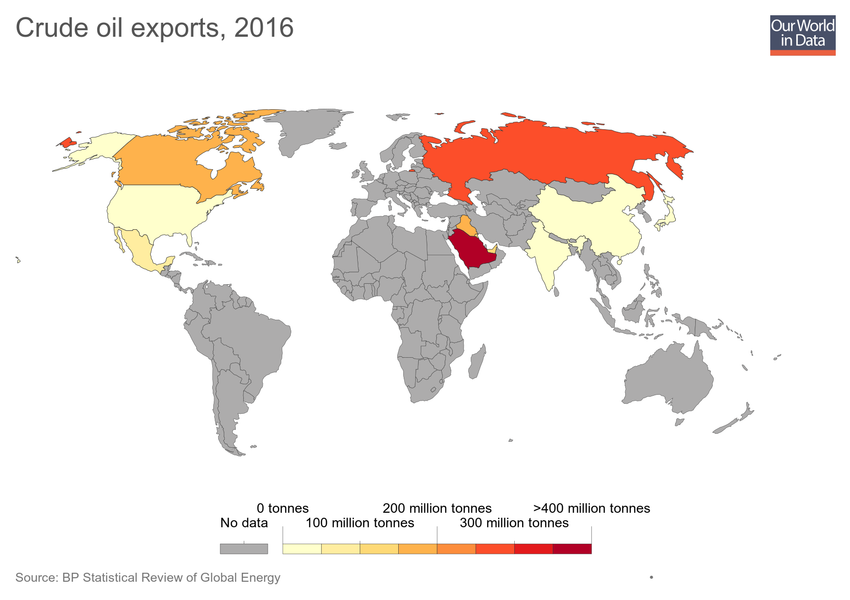 Crude oil exports, 2016
Our World
in Data
0 tonnes 200 million tonnes >400 million tonnes
No data 100 million tonnes 300 million tonnes
Source: BP Statistical Review of Global Energy